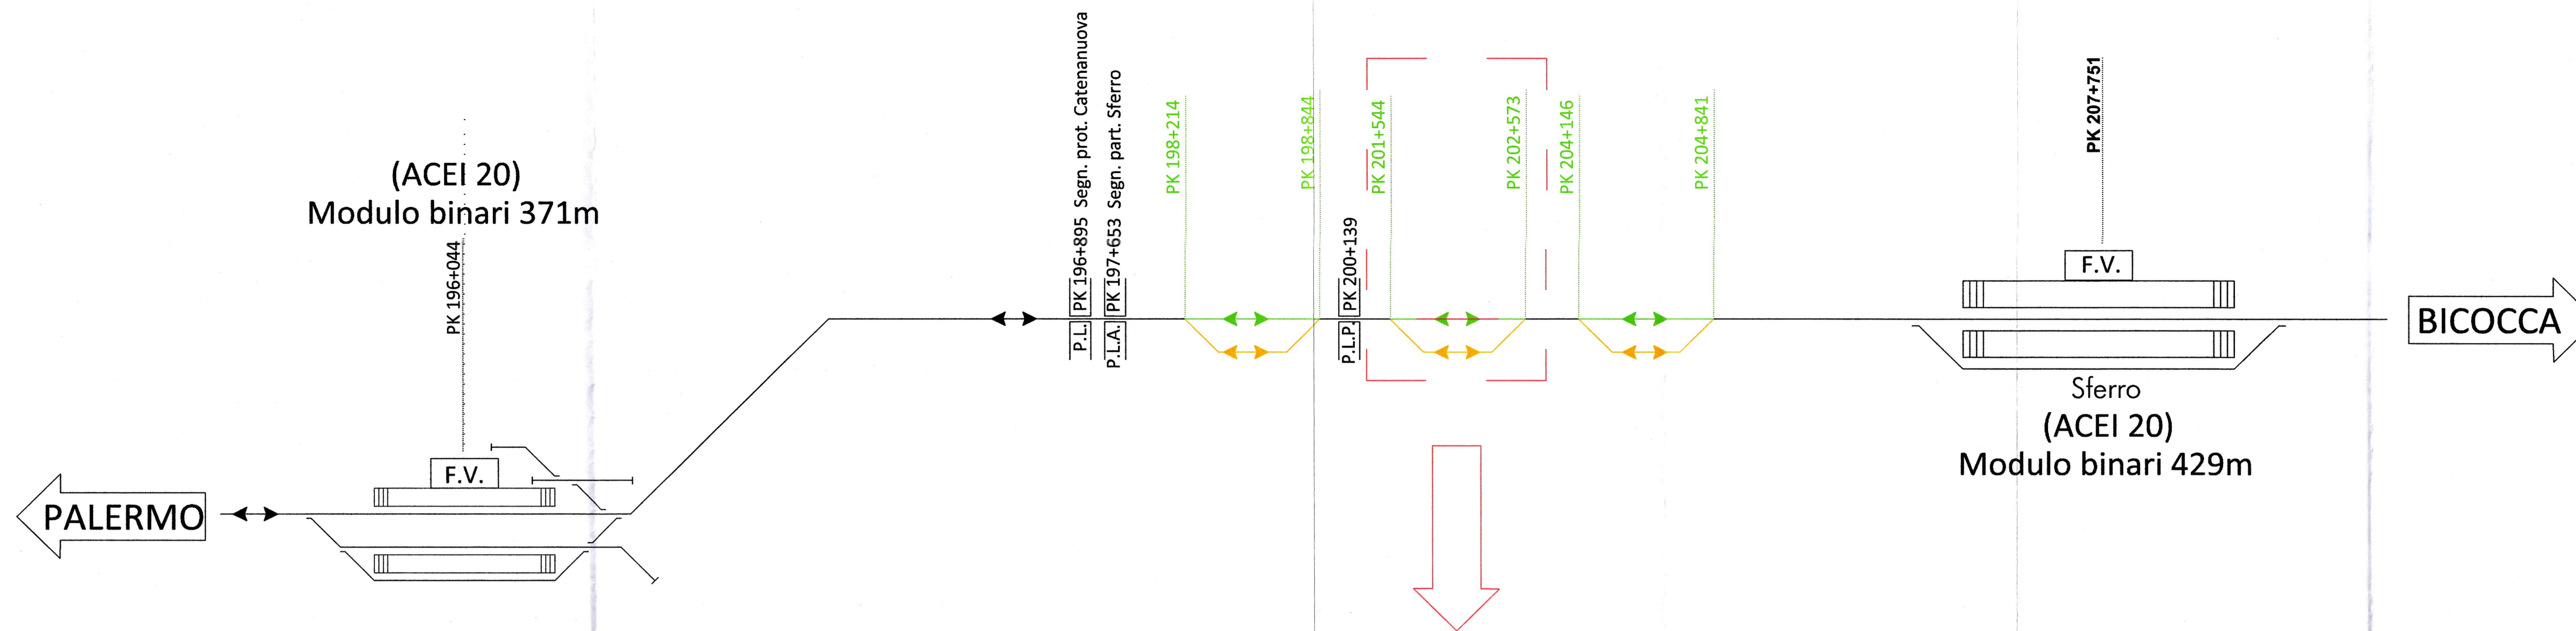 (ACEI 20)
Modulo binari 371m
PK 196+044
F.V.
PALERMO
PK 196+895 Segn. prot. Catenanuova
P.L.
PK 197+653 Segn. part. Sferro
P.L.A.
PK 198+214
PK 198+844
PK 200+139
P.L.P.
PK 201+544
PK 202+573
PK 204+146
PK 204+841
PK 207+751
F.V.
BICOCCA
Sferro
(ACEI 20)
Modulo binari 429m